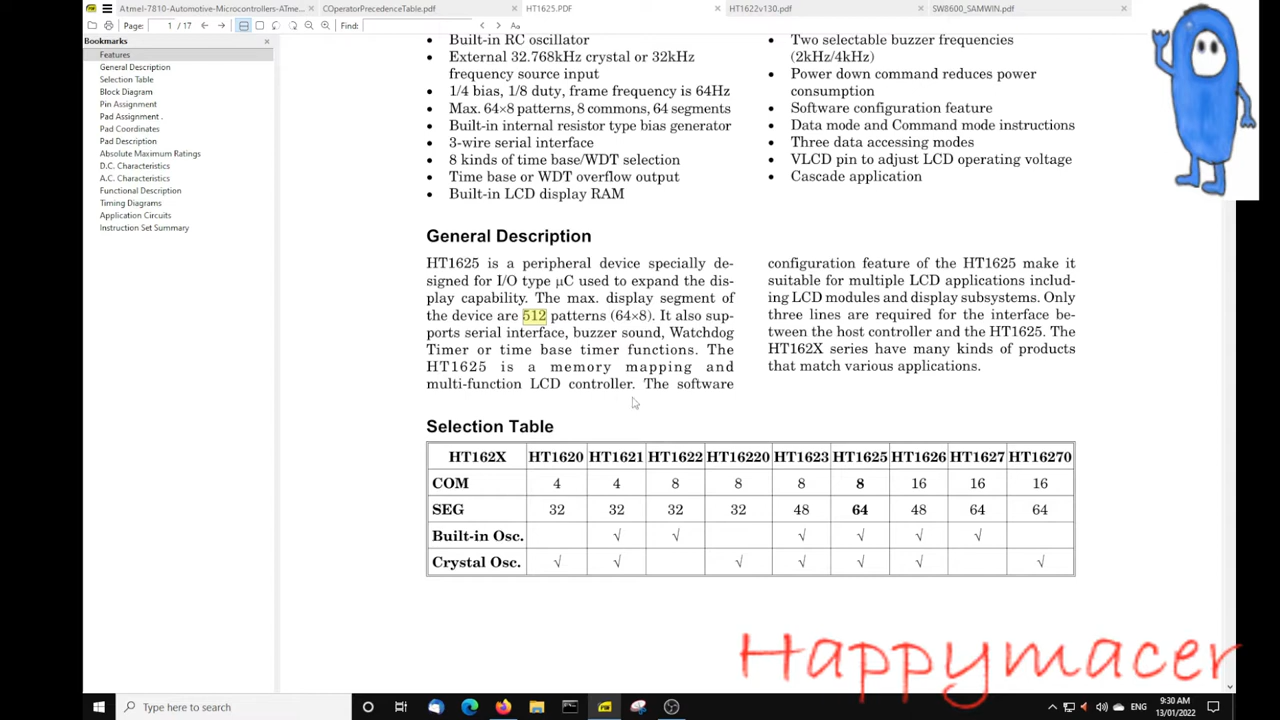 Atmel-7810-Automotive-Microcontrollers-ATme...
COperatorPrecedenceTable.pdf
HT1625.PDF
HT1622v130.pdf
SW8600_SAMWIN.pdf
Page: 1 / 17
Find:
Aa
Bookmarks
Features
General Description
Selection Table
Block Diagram
Pin Assignment
Pad Assignment .
Pad Coordinates
Pad Description
Absolute Maximum Ratings
D.C. Characteristics
A.C. Characteristics
Functional Description
Timing Diagrams
Application Circuits
Instruction Set Summary
• Built-in RC oscillator
• External 32.768kHz crystal or 32kHz
frequency source input
• 1/4 bias, 1/8 duty, frame frequency is 64Hz
• Max. 64×8 patterns, 8 commons, 64 segments
• Built-in internal resistor type bias generator
• 3-wire serial interface
• 8 kinds of time base/WDT selection
• Time base or WDT overflow output
• Built-in LCD display RAM
• Two selectable buzzer frequencies
(2kHz/4kHz)
• Power down command reduces power
consumption
• Software configuration feature
• Data mode and Command mode instructions
• Three data accessing modes
• VLCD pin to adjust LCD operating voltage
• Cascade application
General Description
HT1625 is a peripheral device specially de-
signed for I/O type μC used to expand the dis-
play capability. The max. display segment of
the device are 512 patterns (64×8). It also sup-
ports serial interface, buzzer sound, Watchdog
Timer or time base timer functions. The
HT1625 is a memory mapping and
multi-function LCD controller. The software
configuration feature of the HT1625 make it
suitable for multiple LCD applications includ-
ing LCD modules and display subsystems. Only
three lines are required for the interface be-
tween the host controller and the HT1625. The
HT162X series have many kinds of products
that match various applications.
Selection Table
HT162X HT1620 HT1621 HT1622 HT16220 HT1623 HT1625 HT1626 HT1627 HT16270
COM 4 4 8 8 8 8 16 16 16
SEG 32 32 32 32 48 64 48 64 64
Built-in Osc. √ √ √ √ √ √
Crystal Osc. √ √ √ √ √ √ √
Happymacer
Type here to search
ENG
9:30 AM
13/01/2022